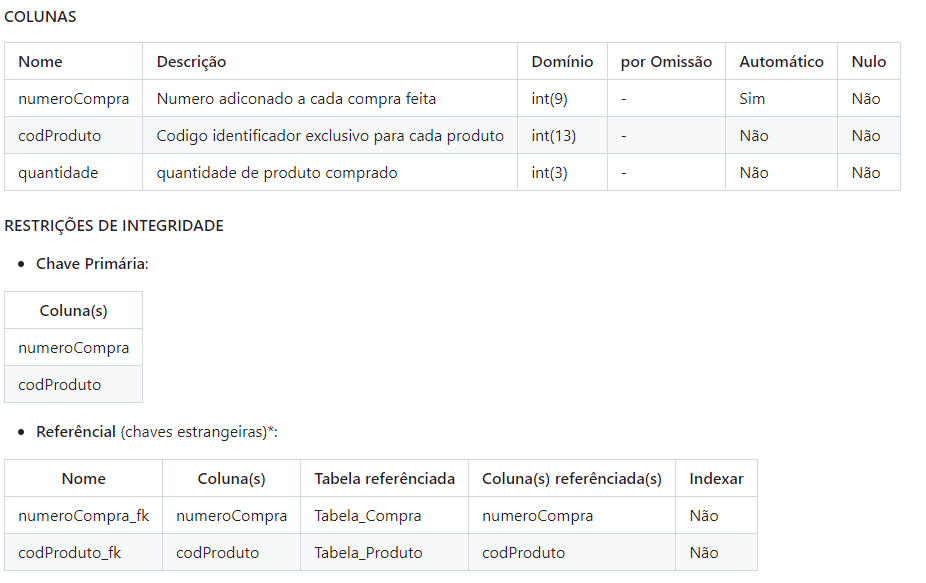 COLUNAS
Nome Descrição Domínio por Omissão Automático Nulo
numeroCompra Numero adiconado a cada compra feita int(9) - Sim Não
codProduto Codigo identificador exclusivo para cada produto int(13) - Não Não
quantidade quantidade de produto comprado int(3) - Não Não
RESTRIÇÕES DE INTEGRIDADE
• Chave Primária:
Coluna(s)
numeroCompra
codProduto
• Referêncial (chaves estrangeiras)*:
Nome Coluna(s) Tabela referênciada Coluna(s) referênciada(s) Indexar
numeroCompra_fk numeroCompra Tabela_Compra numeroCompra Não
codProduto_fk codProduto Tabela_Produto codProduto Não